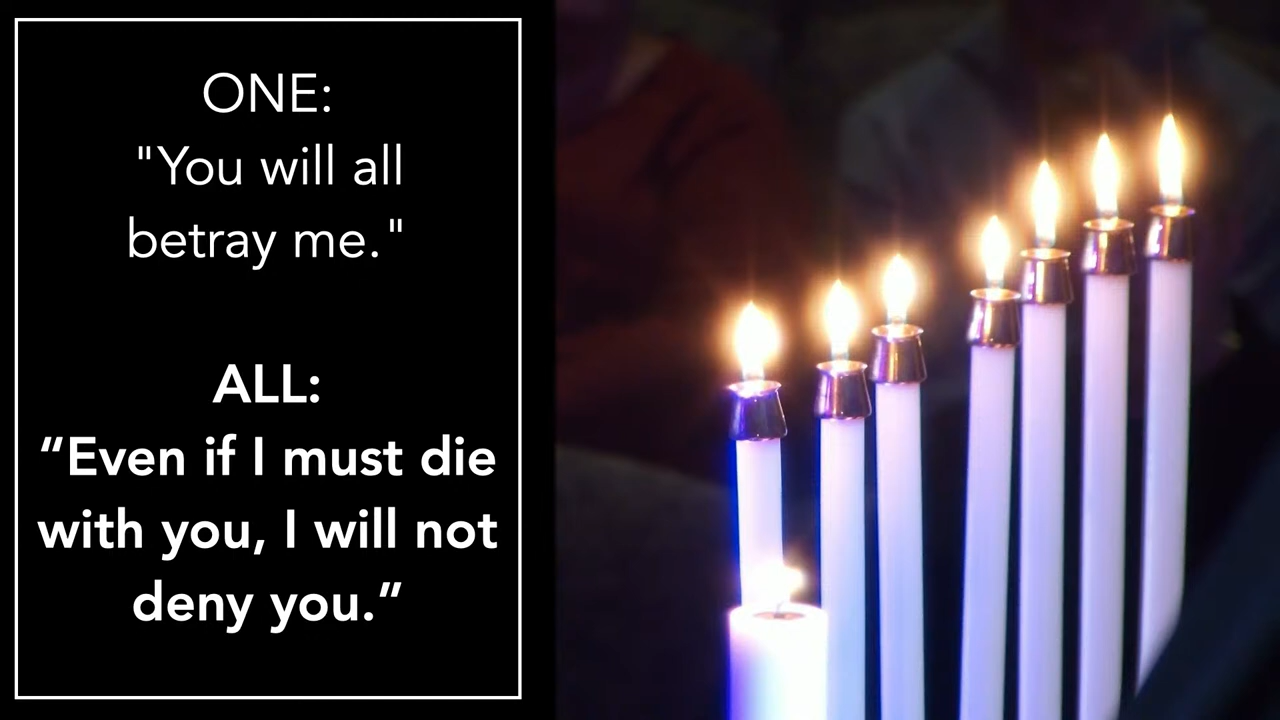 ONE:
"You will all
betray me."
ALL:
“Even if I must die
with you, I will not
deny you.”